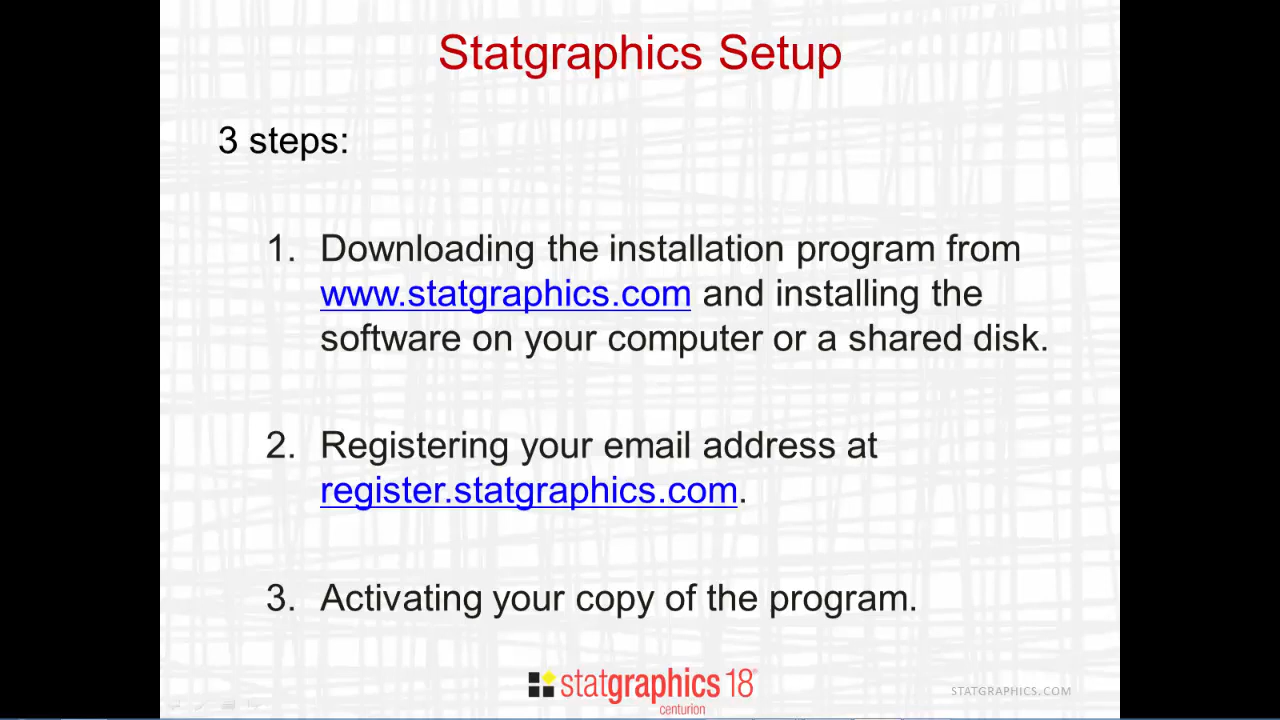 Statgraphics Setup
3 steps:
1. Downloading the installation program from
www.statgraphics.com and installing the
software on your computer or a shared disk.
2. Registering your email address at
register.statgraphics.com.
3. Activating your copy of the program.
statgraphics 18®
centurion
STATGRAPHICS.COM